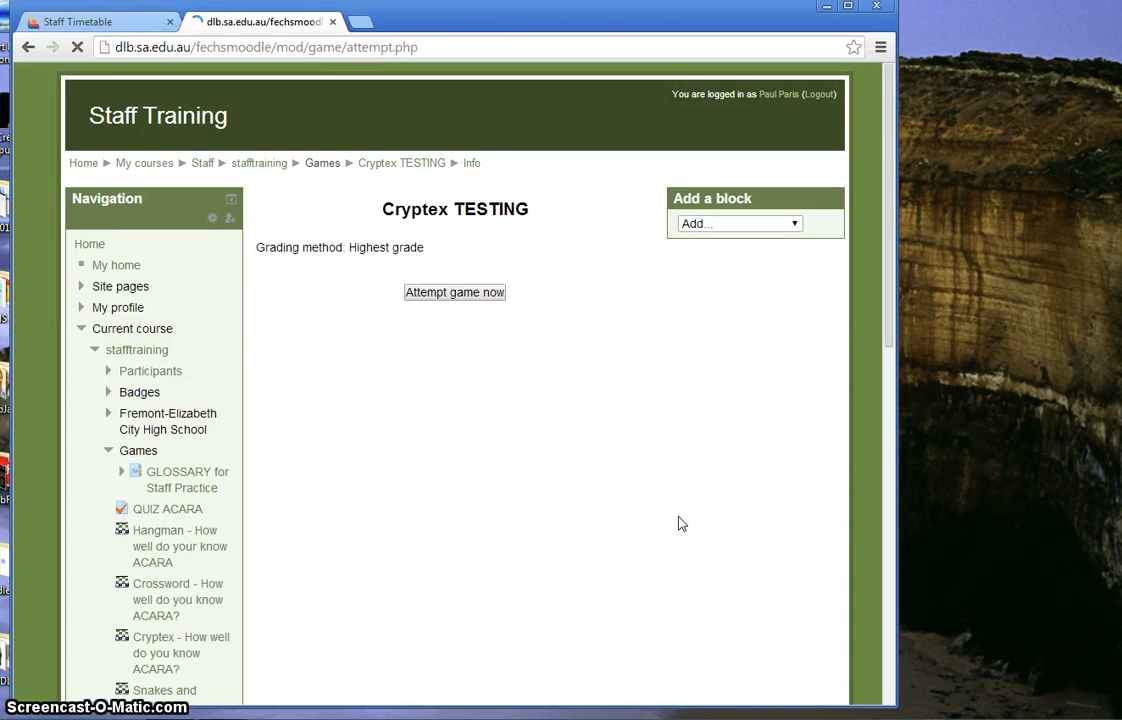 Staff Timetable
dlb.sa.edu.au/fechsmoodl
dlb.sa.edu.au/fechsmoodle/mod/game/attempt.php
You are logged in as Paul Paris (Logout)
Staff Training
Home ► My courses ► Staff ► stafftraining ► Games ► Cryptex TESTING ► Info
Navigation
Home
My home
Site pages
My profile
Current course
stafftraining
Participants
Badges
Fremont-Elizabeth
City High School
Games
GLOSSARY for
Staff Practice
QUIZ ACARA
Hangman - How
well do your know
ACARA
Crossword - How
well do you know
ACARA?
Cryptex - How well
do you know
ACARA?
Snakes and
Cryptex TESTING
Grading method: Highest grade
Attempt game now
Add a block
Add...
Screencast-O-Matic.com